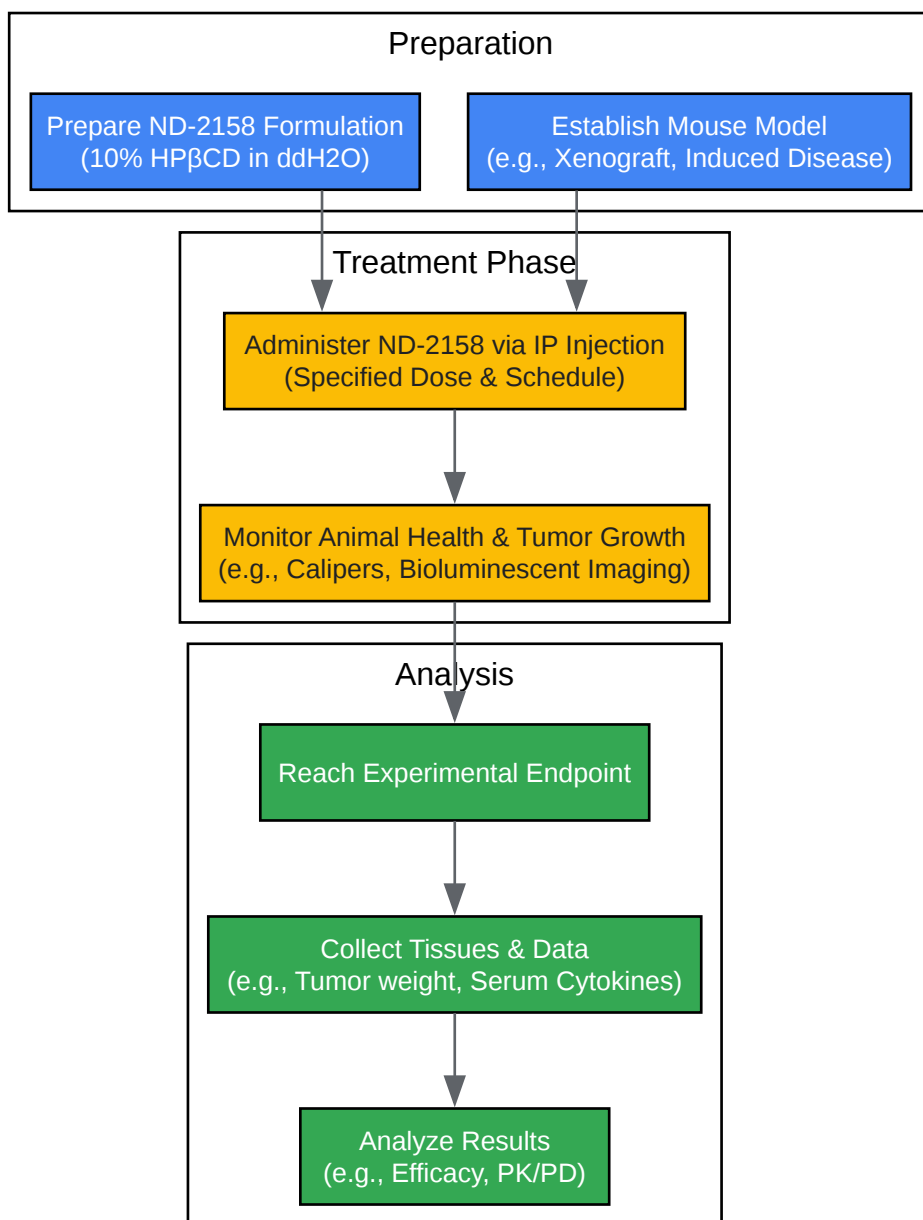 Preparation
Prepare ND-2158 Formulation
(10% HPβCD in ddH2O)
Establish Mouse Model
(e.g., Xenograft, Induced Disease)
Treatment Phase
Administer ND-2158 via IP Injection
(Specified Dose & Schedule)
Monitor Animal Health & Tumor Growth
(e.g., Calipers, Bioluminescent Imaging)
Analysis
Reach Experimental Endpoint
Collect Tissues & Data
(e.g., Tumor weight, Serum Cytokines)
Analyze Results
(e.g., Efficacy, PK/PD)